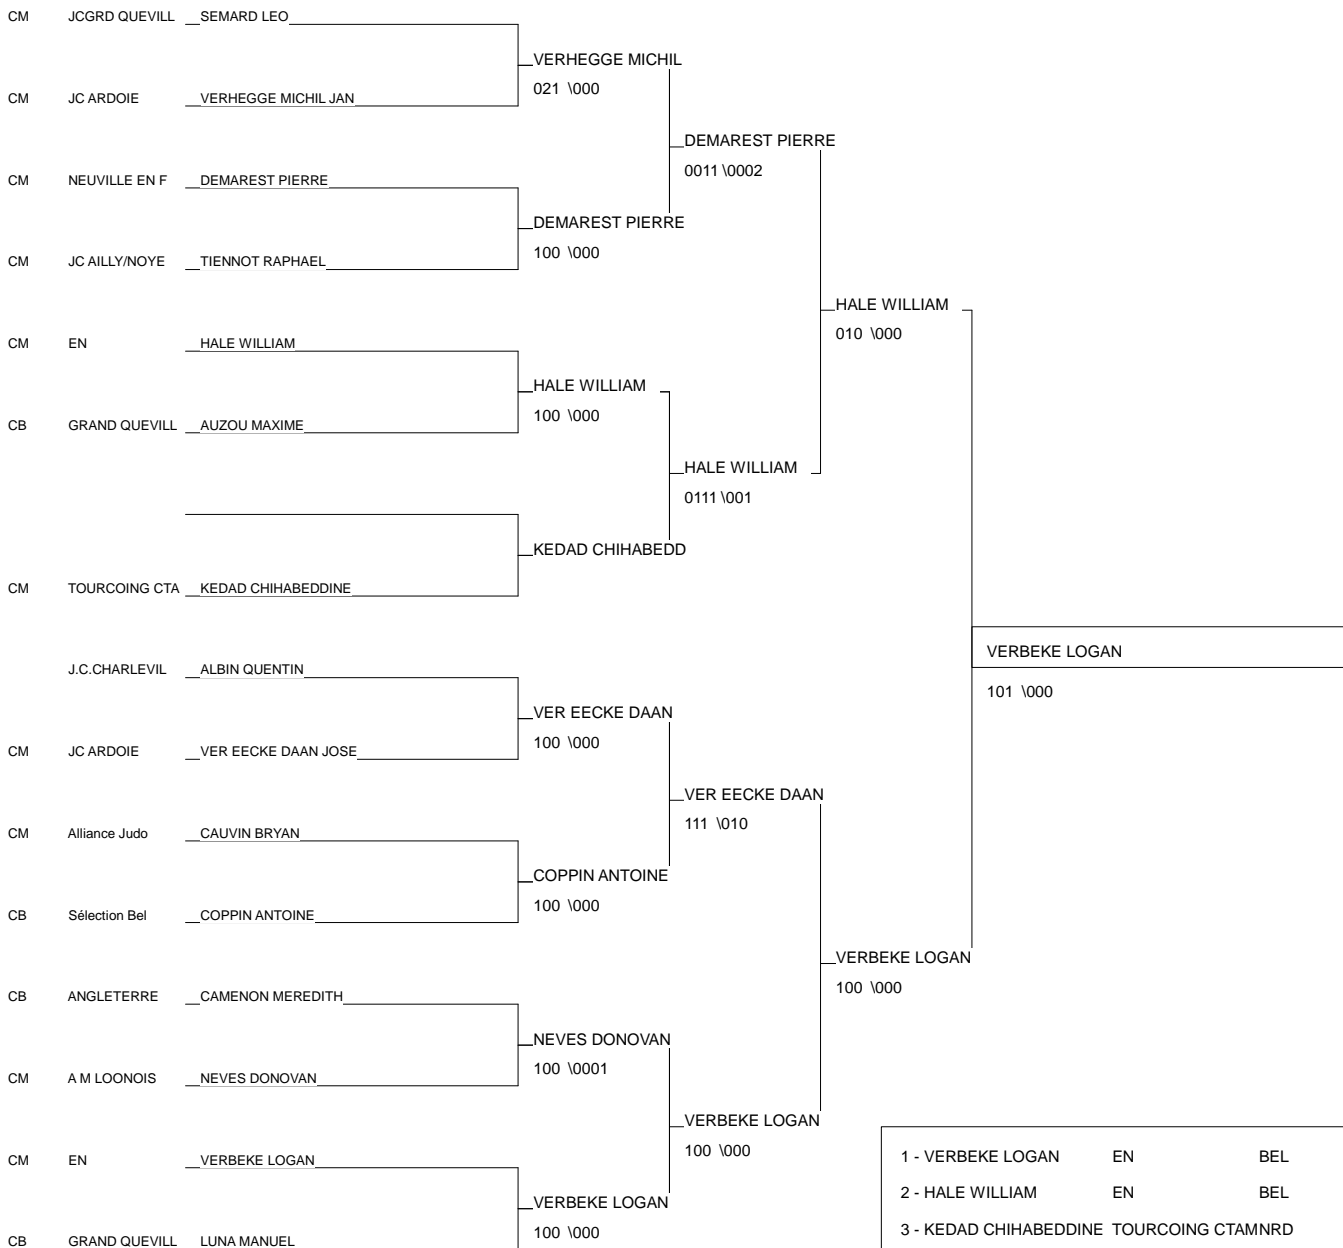 CM JCGRD QUEVILL SEMARD LEO
VERHEGGE MICHIL
021 \000
CM JC ARDOIE VERHEGGE MICHIL JAN
DEMAREST PIERRE
0011 \0002
CM NEUVILLE EN F DEMAREST PIERRE
DEMAREST PIERRE
100 \000
CM JC AILLY/NOYE TIENNOT RAPHAEL
HALE WILLIAM
010 \000
CM EN HALE WILLIAM
HALE WILLIAM
100 \000
CB GRAND QUEVILL AUZOU MAXIME
HALE WILLIAM
0111 \001
KEDAD CHIHABEDD
CM TOURCOING CTA KEDAD CHIHABEDDINE
VERBEKE LOGAN
101 \000
J.C.CHARLEVIL ALBIN QUENTIN
VER EECKE DAAN
100 \000
CM JC ARDOIE VER EECKE DAAN JOSE
VER EECKE DAAN
111 \010
CM Alliance Judo CAUVIN BRYAN
COPPIN ANTOINE
100 \000
CB Sélection Bel COPPIN ANTOINE
VERBEKE LOGAN
100 \000
CB ANGLETERRE CAMENON MEREDITH
NEVES DONOVAN
100 \0001
CM A M LOONOIS NEVES DONOVAN
VERBEKE LOGAN
100 \000
CM EN VERBEKE LOGAN
VERBEKE LOGAN
100 \000
CB GRAND QUEVILL LUNA MANUEL
1 - VERBEKE LOGAN EN BEL
2 - HALE WILLIAM EN BEL
3 - KEDAD CHIHABEDDINE TOURCOING CTAMNRD